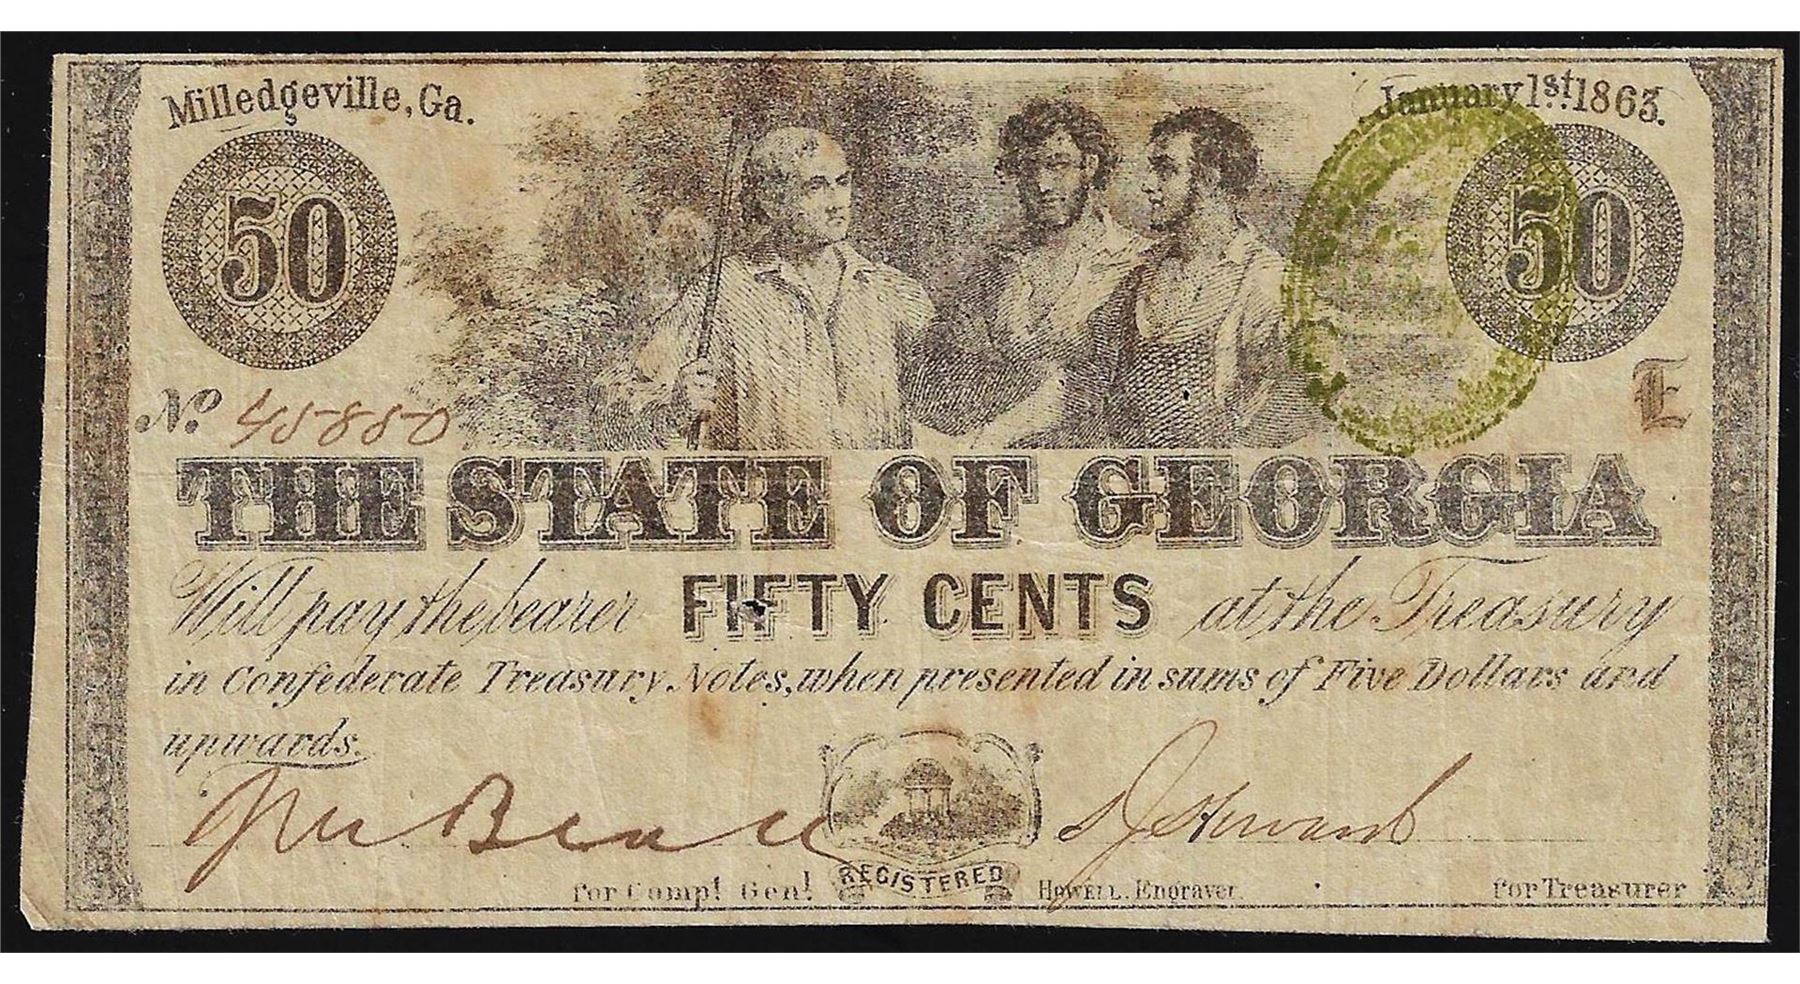 Milledgeville, Ga.
January 1st. 1863.
50
50
No. 45880
E
THE STATE OF GEORGIA
Will pay the bearer FIFTY CENTS at the Treasury
in Confederate Treasury Notes, when presented in sums of Five Dollars and
upwards.
for Compt. Genl.
REGISTERED
Howell. Engraver.
for Treasurer